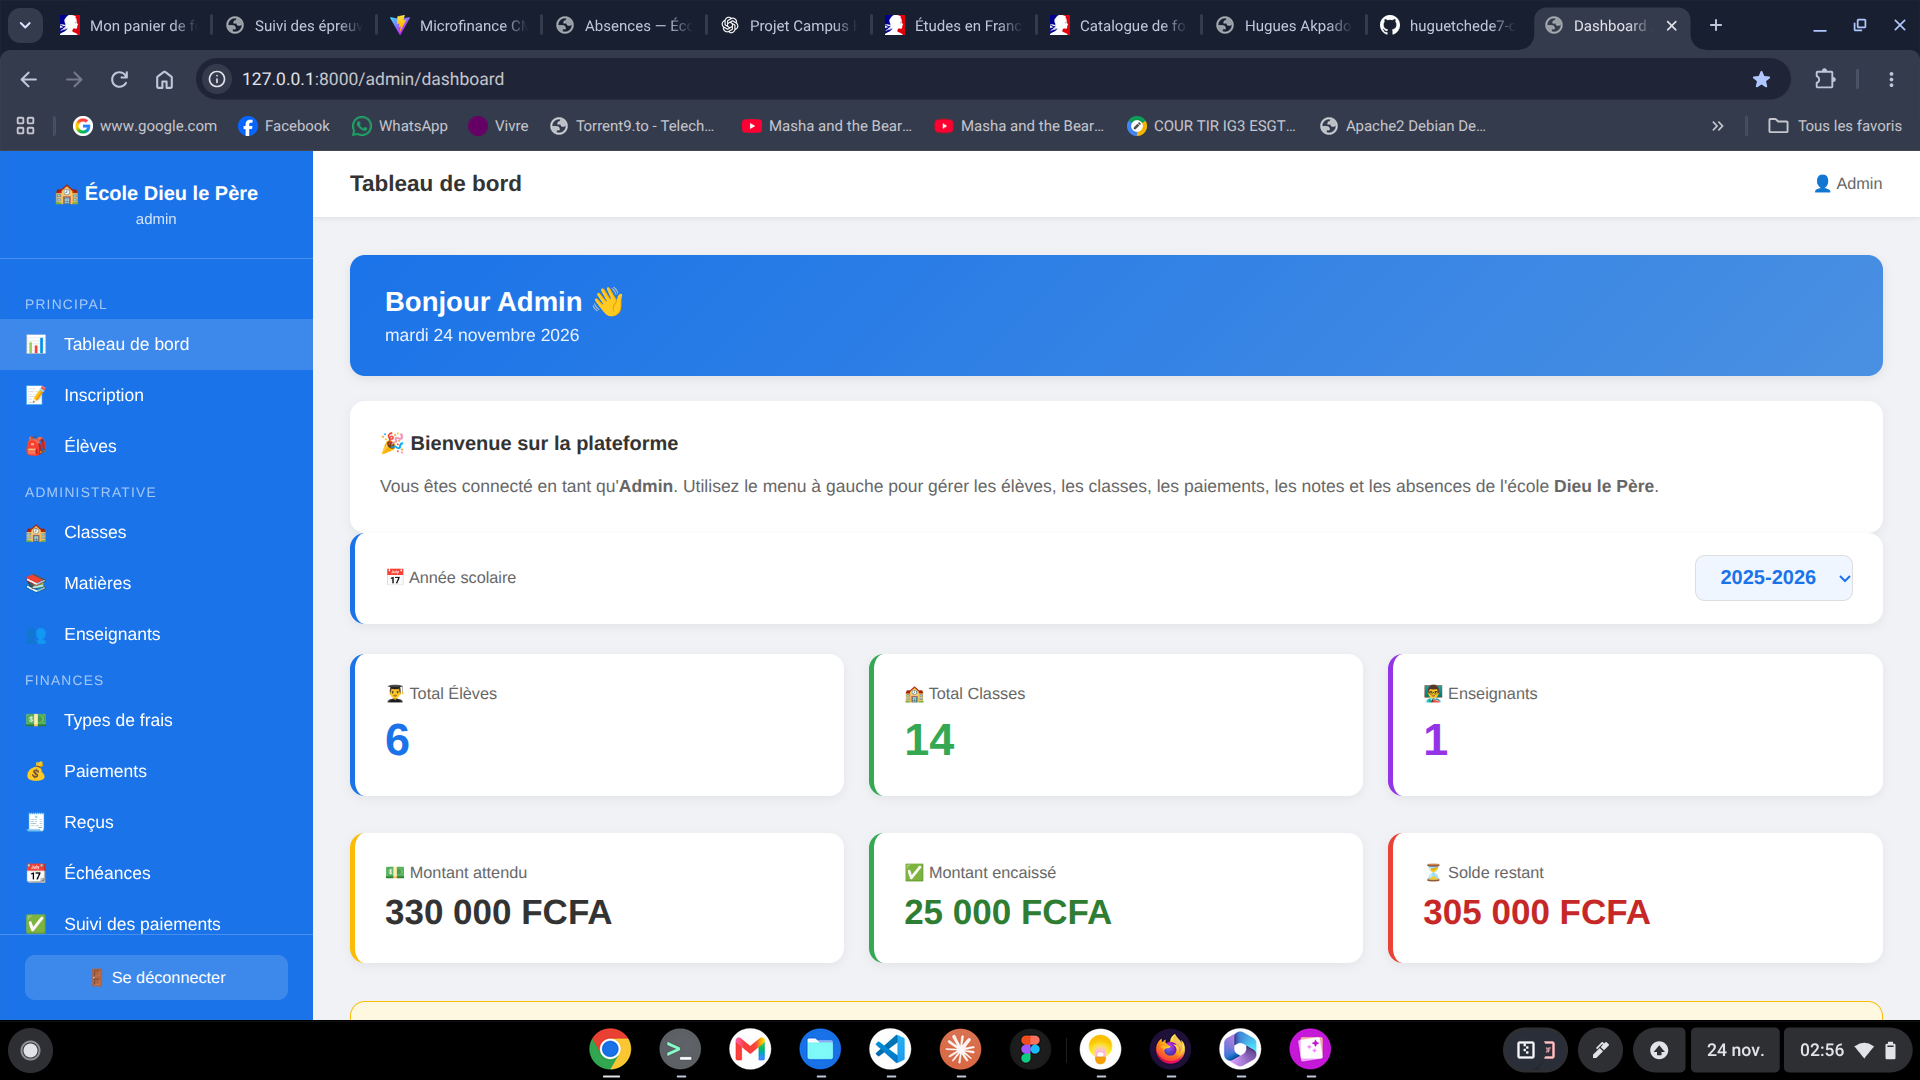 Mon panier de f
Suivi des épreuv
Microfinance C
Absences — Éc
Projet Campus
Études en Franc
Catalogue de fo
Hugues Akpado
huguetchede7-c
Dashboard
127.0.0.1:8000/admin/dashboard
www.google.com
Facebook
WhatsApp
Vivre
Torrent9.to - Telech...
Masha and the Bear...
Masha and the Bear...
COUR TIR IG3 ESGT...
Apache2 Debian De...
Tous les favoris
École Dieu le Père
admin
PRINCIPAL
Tableau de bord
Inscription
Élèves
ADMINISTRATIVE
Classes
Matières
Enseignants
FINANCES
Types de frais
Paiements
Reçus
Échéances
Suivi des paiements
Se déconnecter
Tableau de bord
Admin
Bonjour Admin
mardi 24 novembre 2026
Bienvenue sur la plateforme
Vous êtes connecté en tant qu'Admin. Utilisez le menu à gauche pour gérer les élèves, les classes, les paiements, les notes et les absences de l'école Dieu le Père.
Année scolaire
2025-2026
Total Élèves
6
Total Classes
14
Enseignants
1
Montant attendu
330 000 FCFA
Montant encaissé
25 000 FCFA
Solde restant
305 000 FCFA
24 nov.
02:56